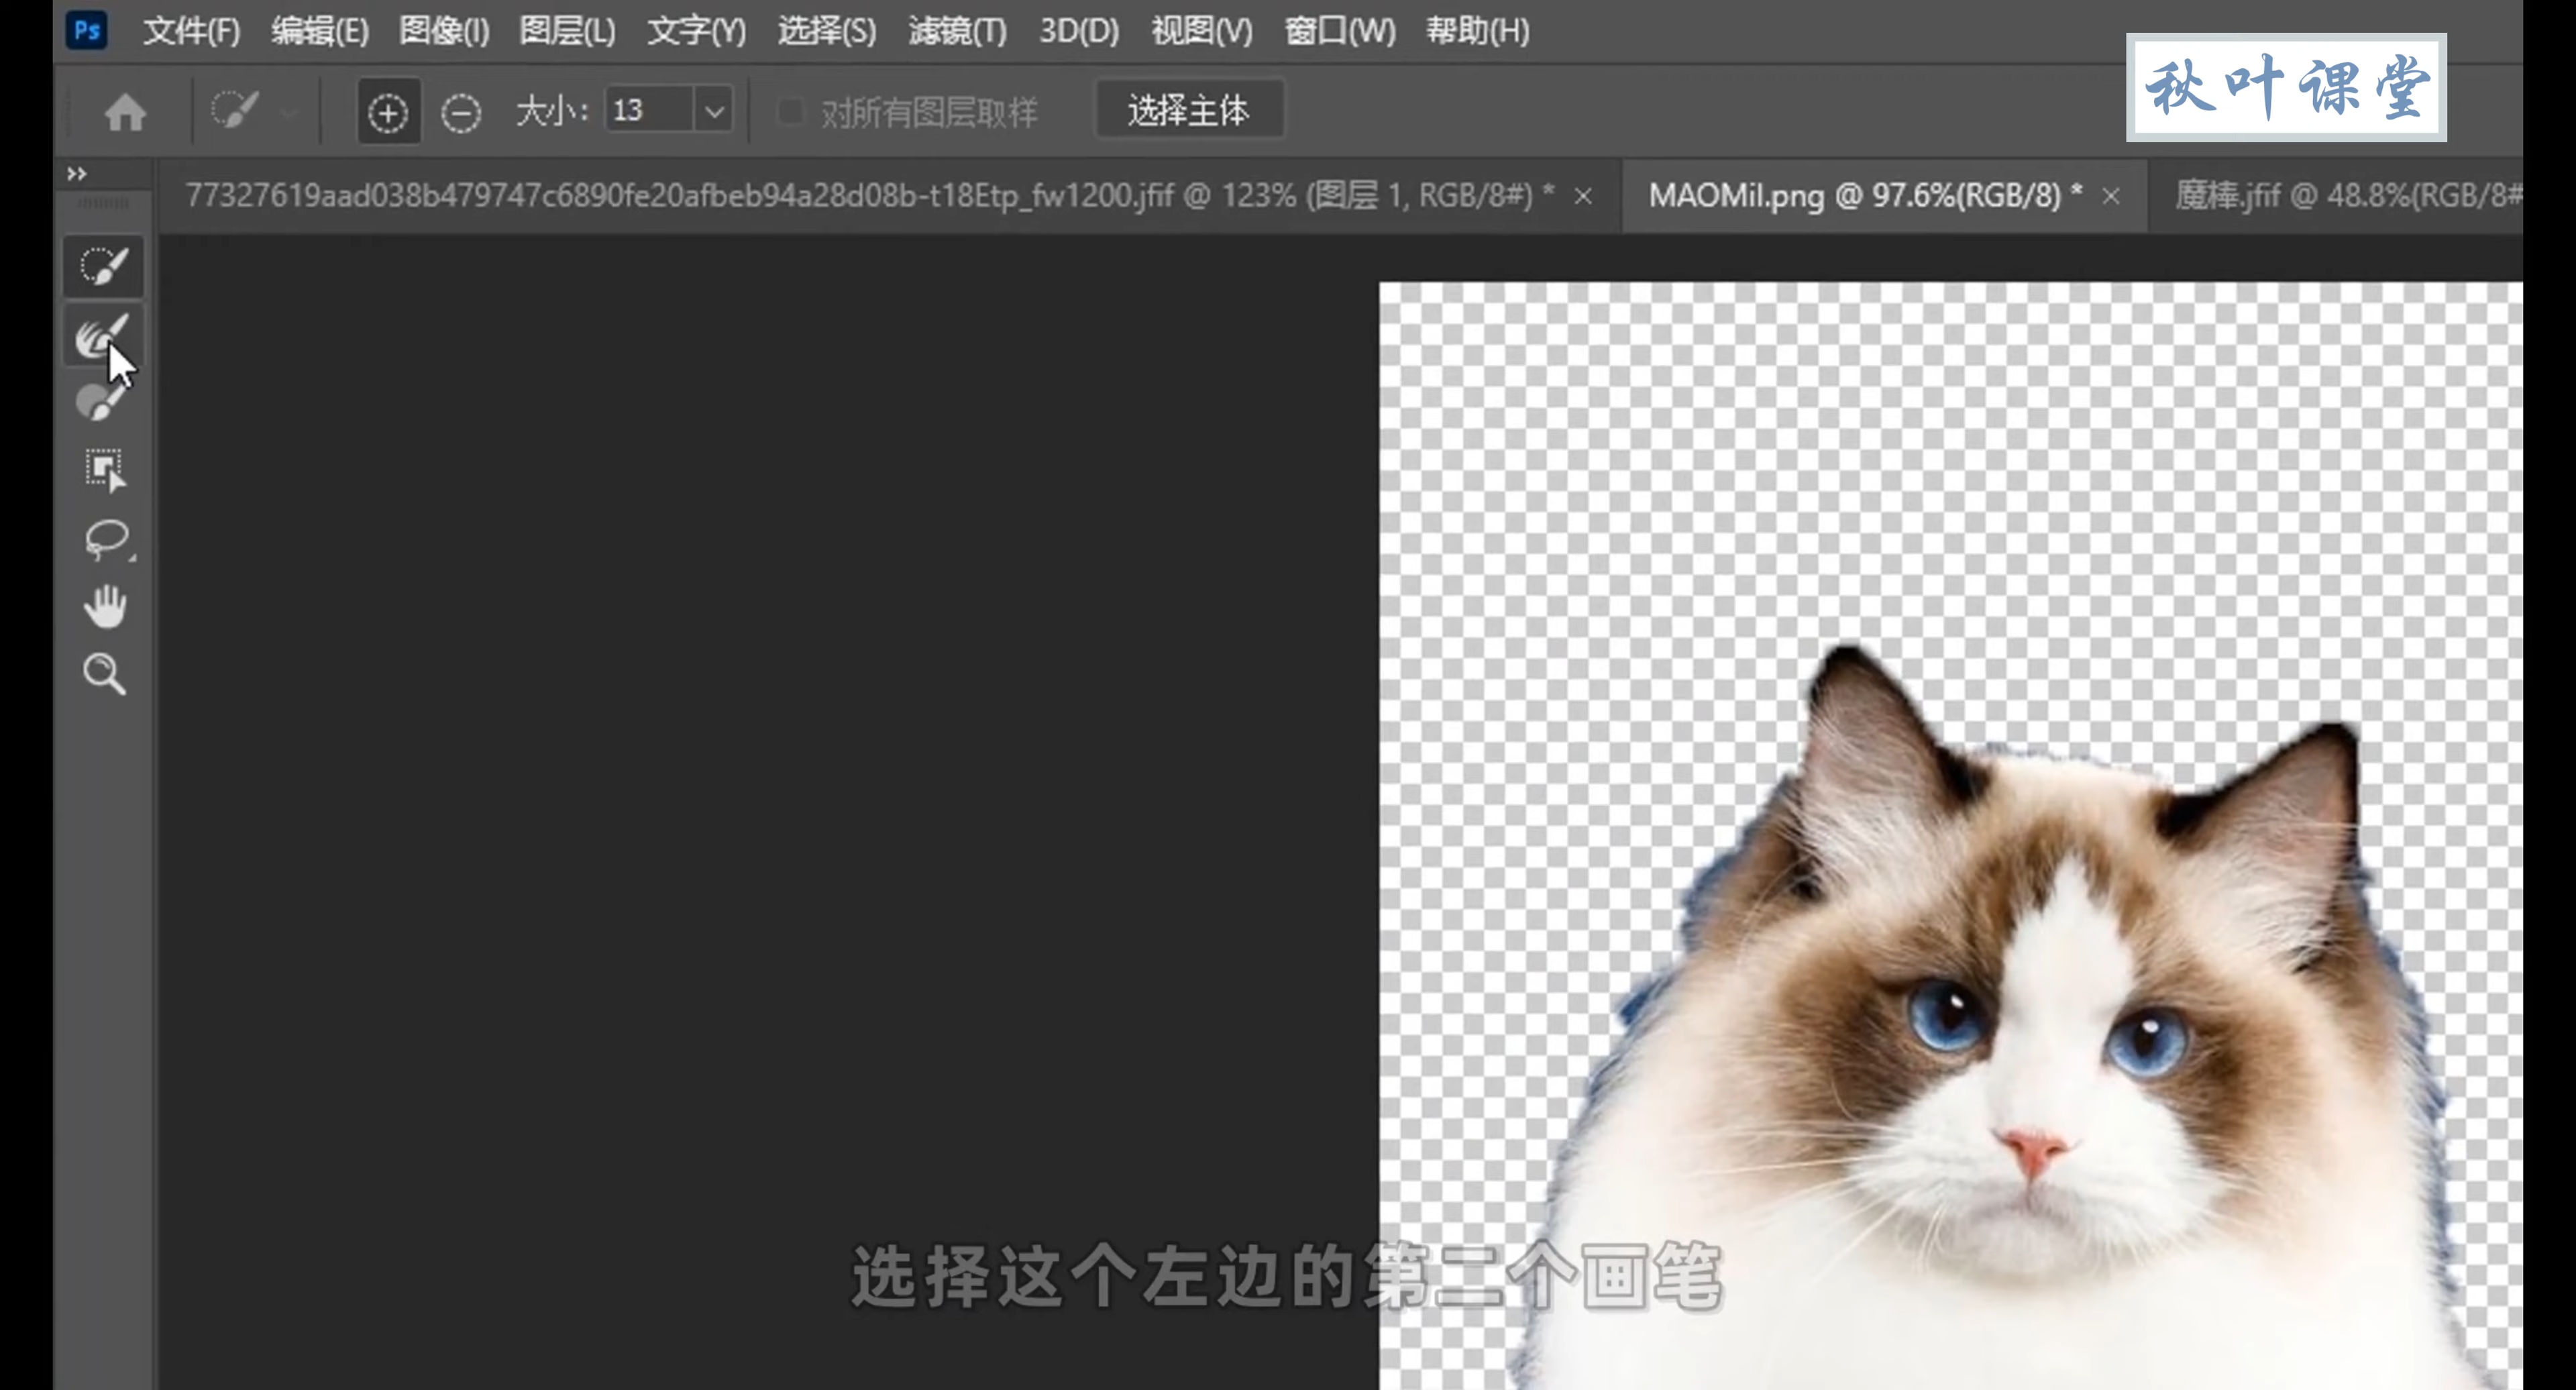 Ps 文件(F) 编辑(E) 图像(I) 图层(L) 文字(Y) 选择(S) 滤镜(T) 3D(D) 视图(V) 窗口(W) 帮助(H)
秋叶课堂
大小: 13 对所有图层取样 选择主体
77327619aad038b479747c6890fe20afbeb94a28d08b-t18Etp_fw1200.jfif @ 123% (图层 1, RGB/8#) * × MAOMiI.png @ 97.6%(RGB/8) * × 魔棒.jfif @ 48.8%(RGB/8#
选择这个左边的第二个画笔